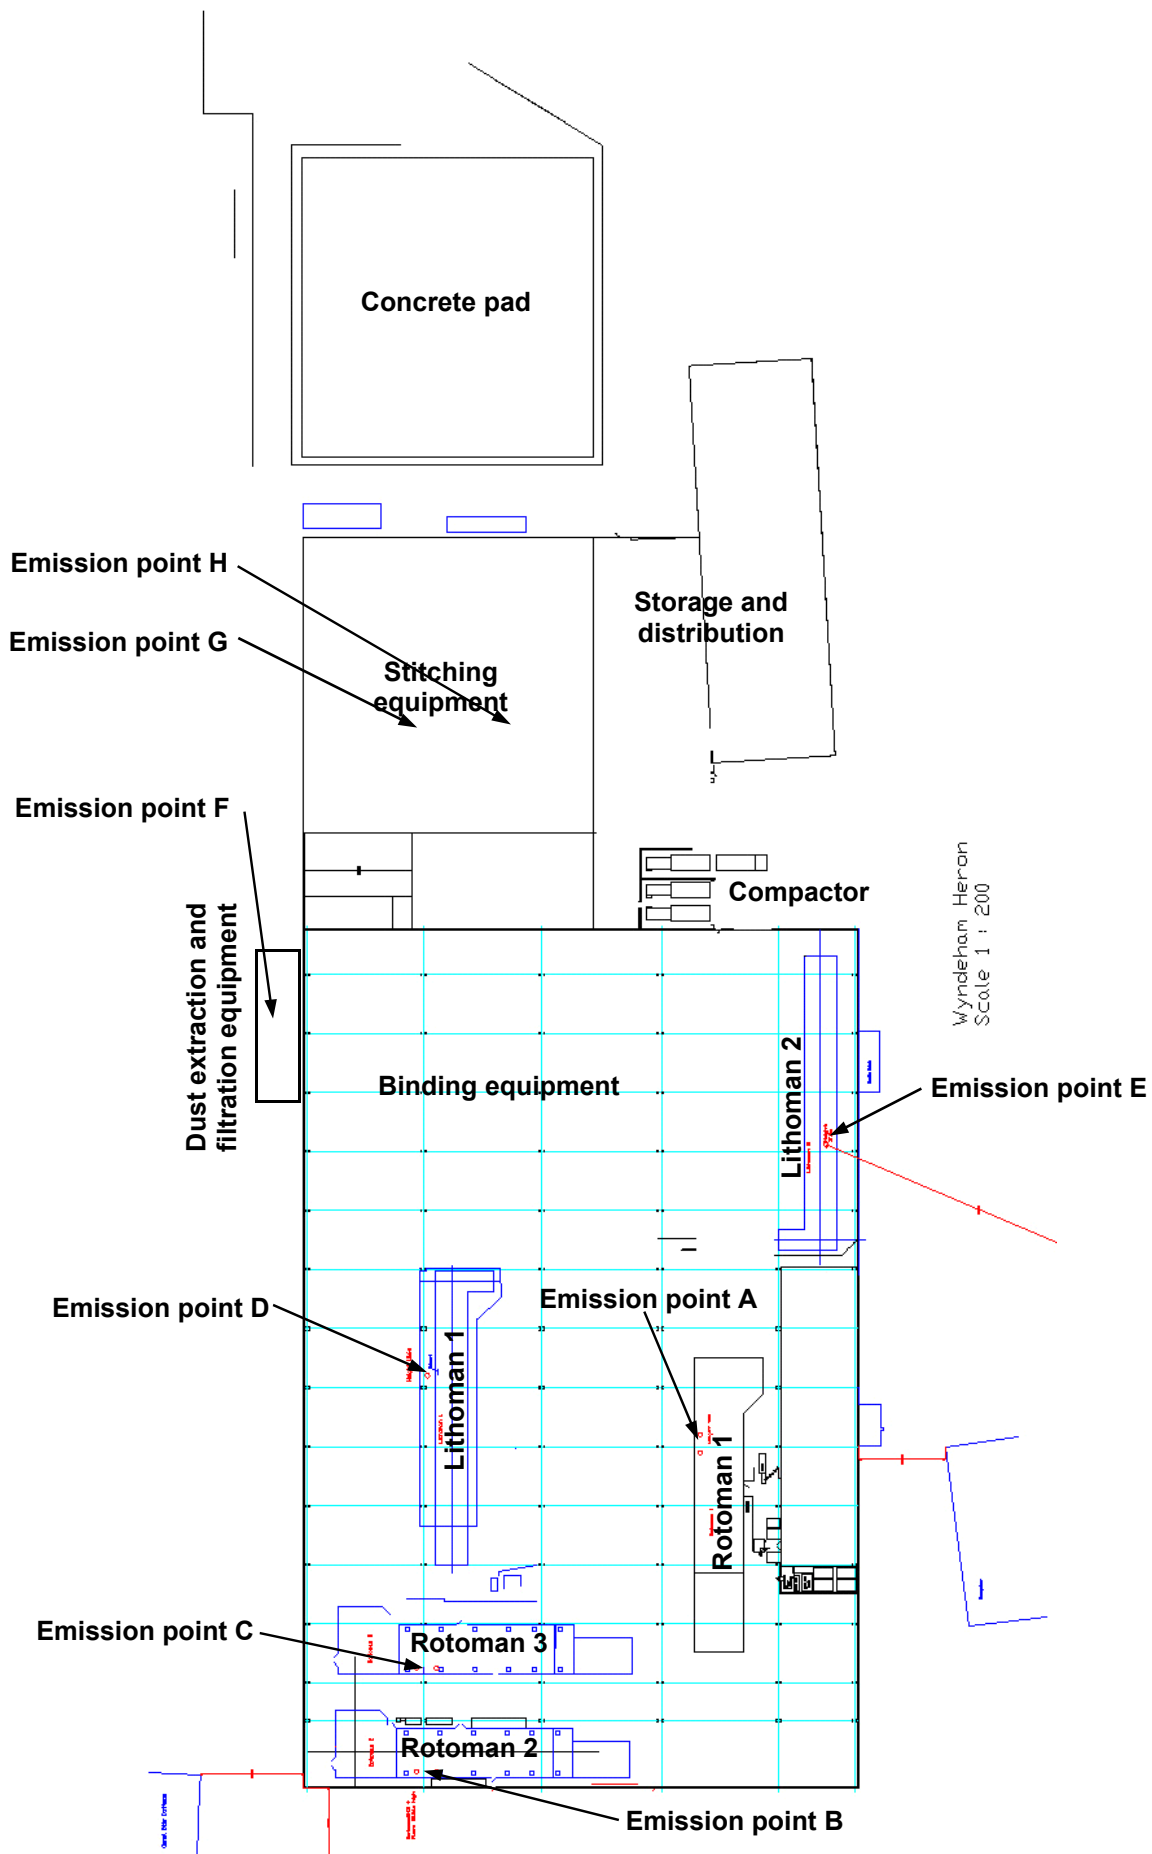 Concrete pad
Emission point H
Storage and
distribution
Emission point G
Stitching
equipment
Emission point F
Compactor
Wyndeham Heron
Scale 1 : 200
Dust extraction and
filtration equipment
Binding equipment
Lithoman 2
Emission point E
Emission point D
Emission point A
Lithoman 1
Rotoman 1
Emission point C
Rotoman 3
Rotoman 2
Emission point B